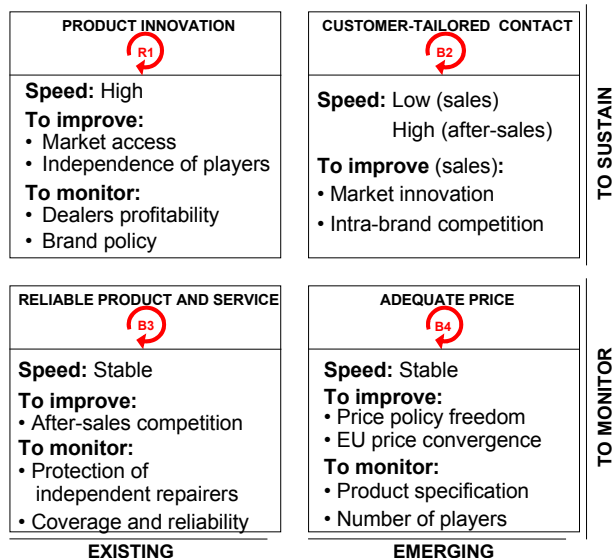 PRODUCT INNOVATION
R1
Speed: High
To improve:
• Market access
• Independence of players
To monitor:
• Dealers profitability
• Brand policy
CUSTOMER-TAILORED CONTACT
B2
Speed: Low (sales)
High (after-sales)
To improve (sales):
• Market innovation
• Intra-brand competition
TO SUSTAIN
RELIABLE PRODUCT AND SERVICE
B3
Speed: Stable
To improve:
• After-sales competition
To monitor:
• Protection of
independent repairers
• Coverage and reliability
ADEQUATE PRICE
B4
Speed: Stable
To improve:
• Price policy freedom
• EU price convergence
To monitor:
• Product specification
• Number of players
TO MONITOR
EXISTING
EMERGING